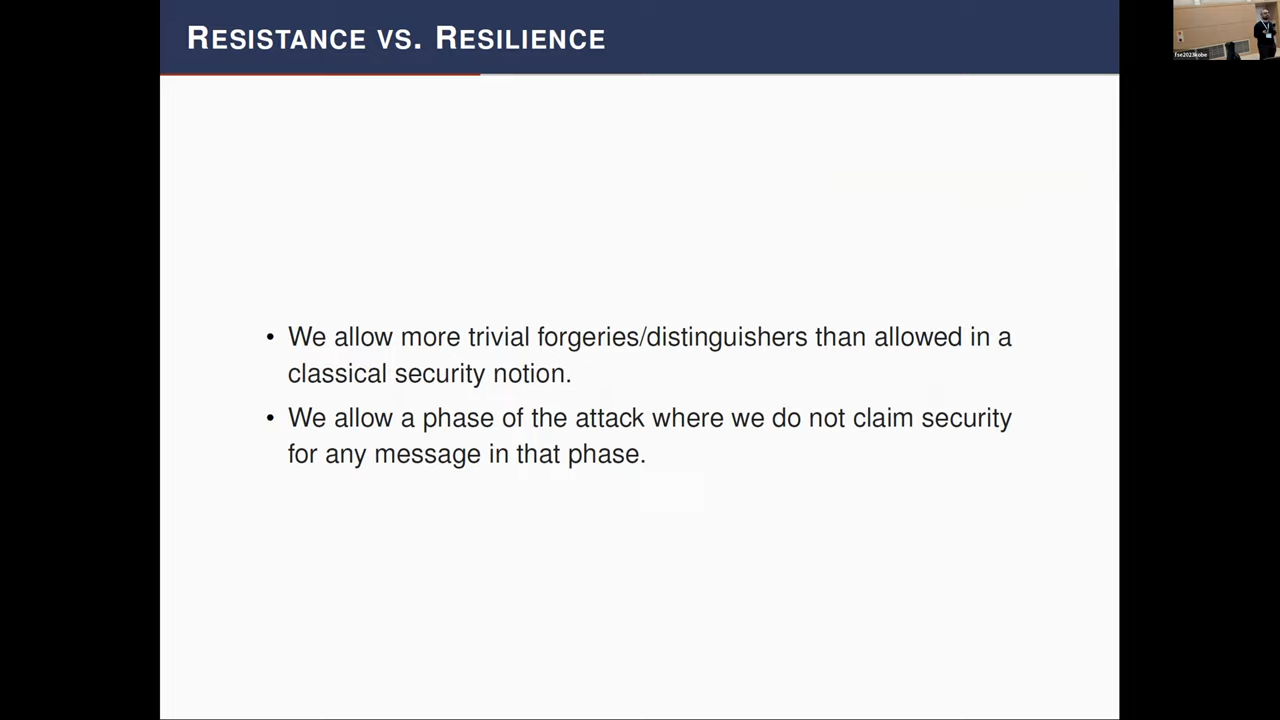 RESISTANCE VS. RESILIENCE
• We allow more trivial forgeries/distinguishers than allowed in a
classical security notion.
• We allow a phase of the attack where we do not claim security
for any message in that phase.
fse2023kobe